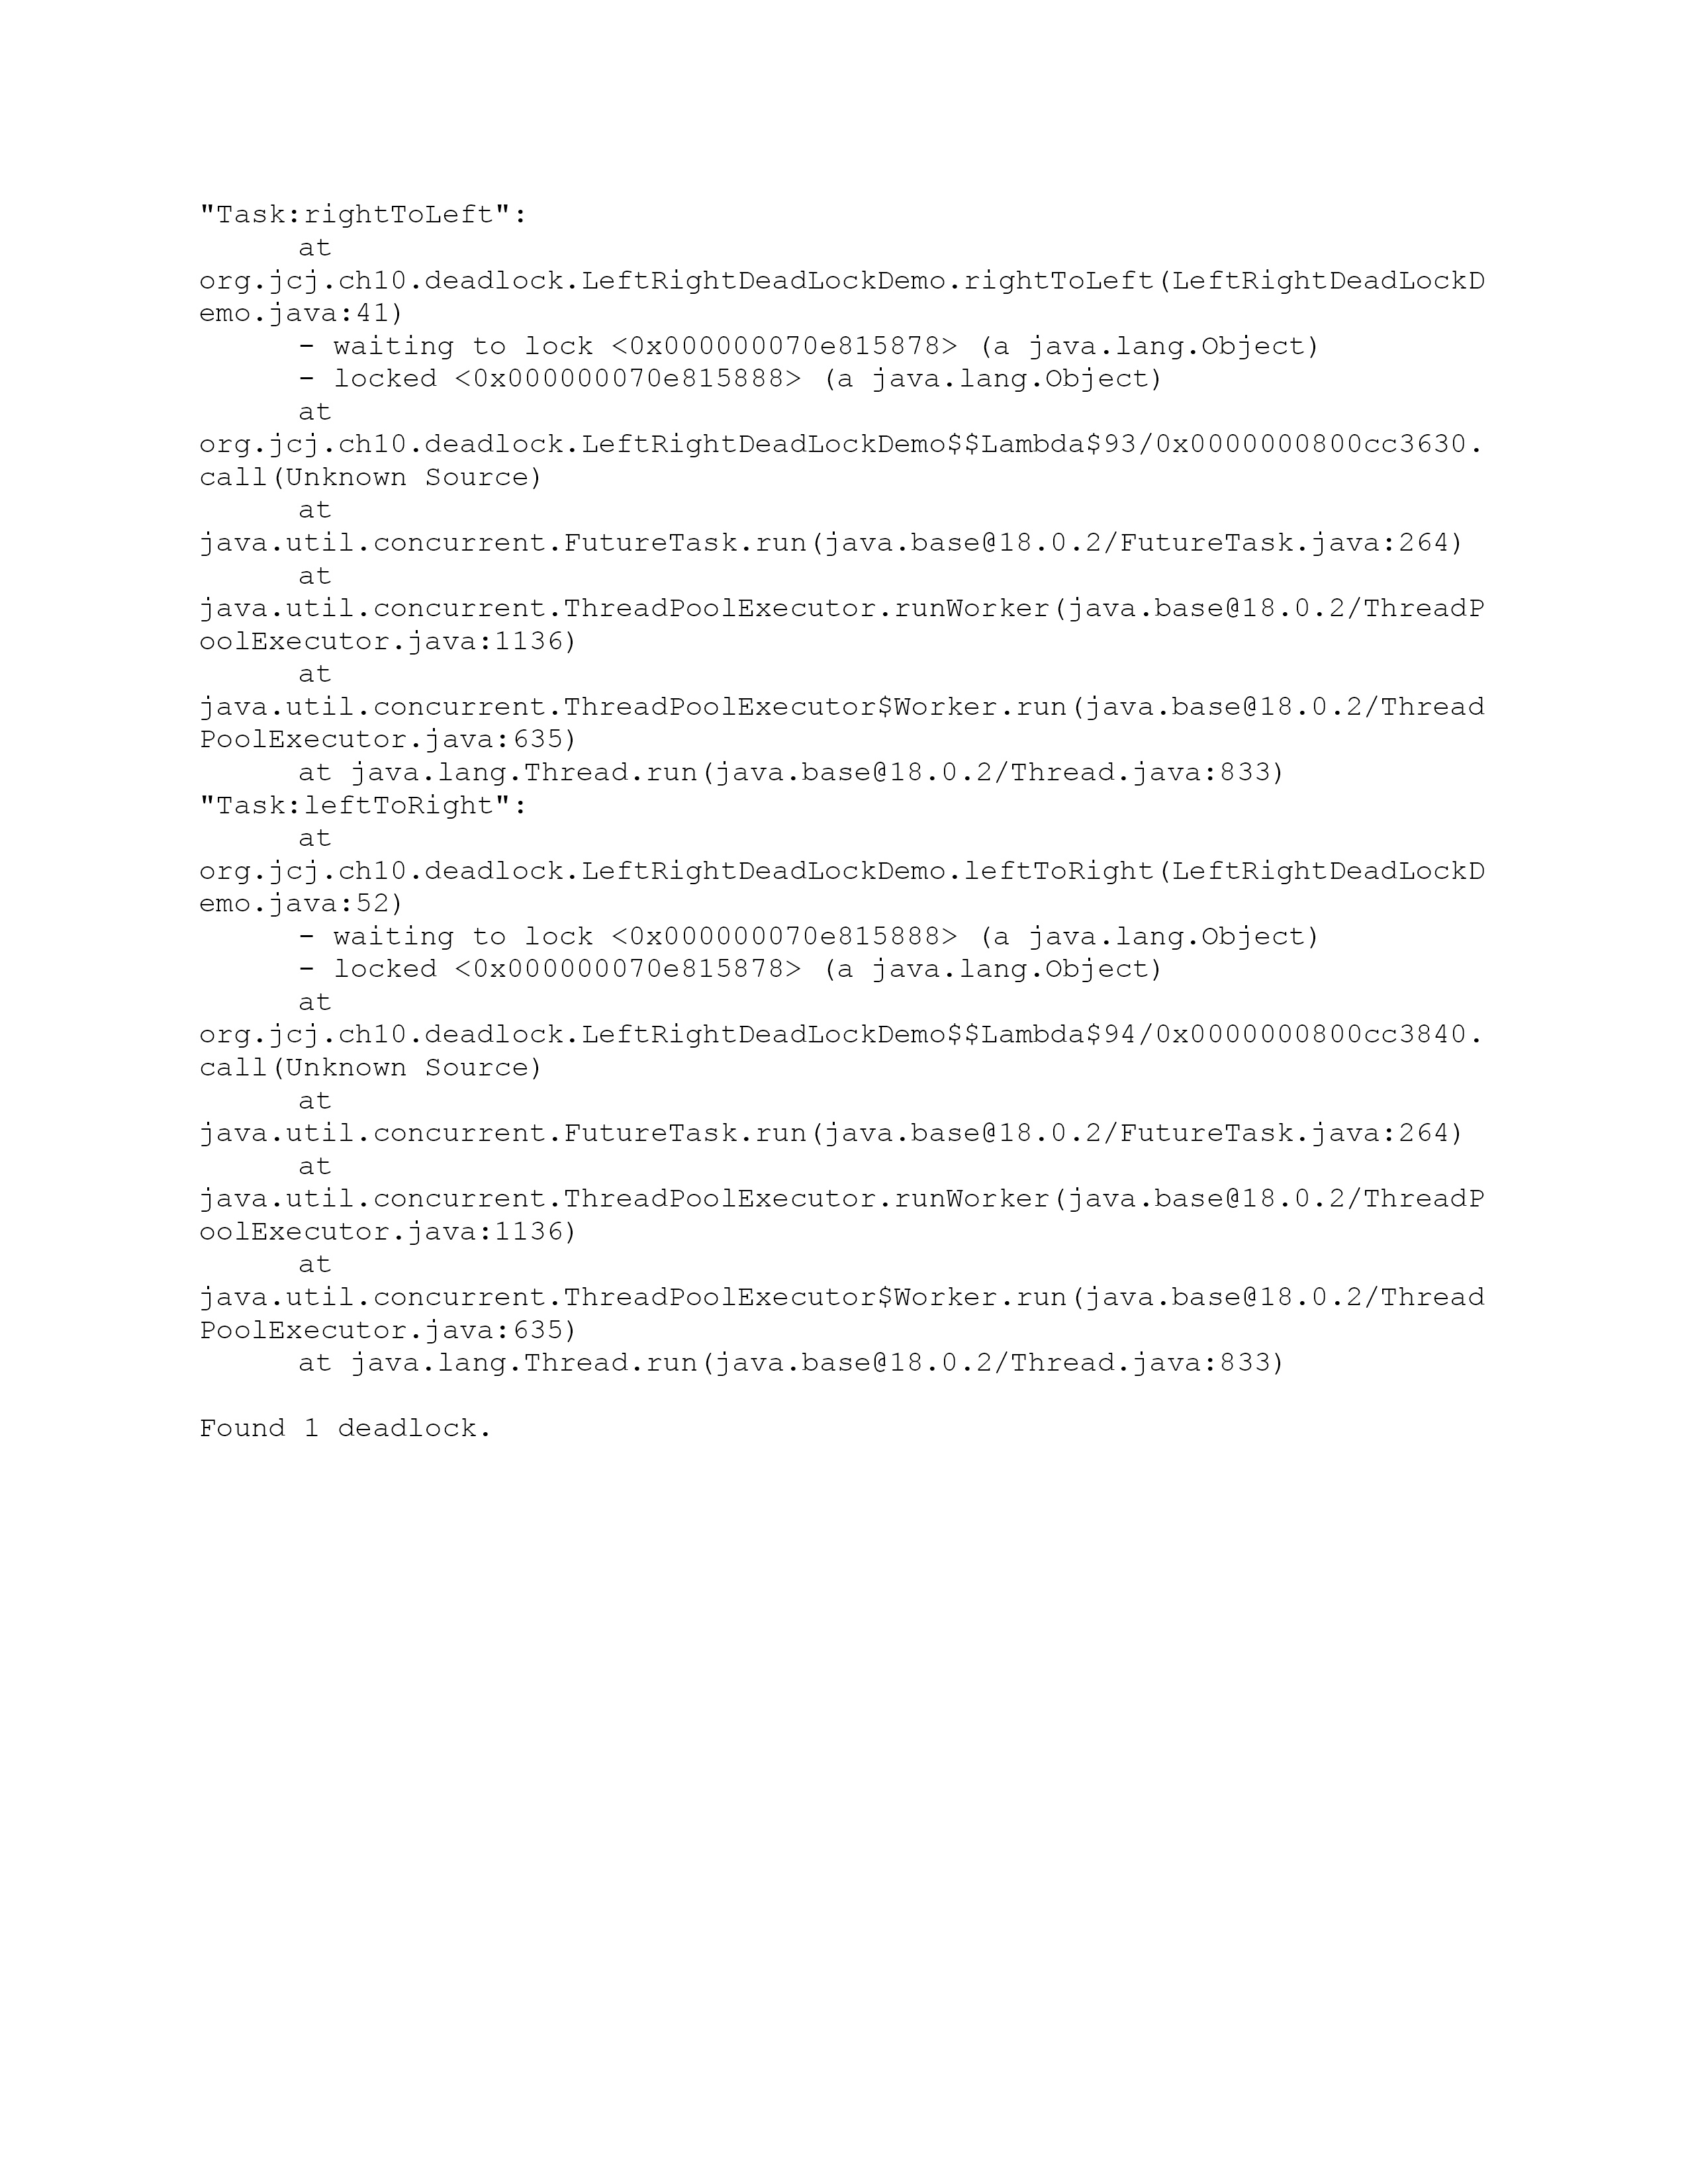 "Task:rightToLeft":
at
org.jcj.ch10.deadlock.LeftRightDeadLockDemo.rightToLeft(LeftRightDeadLockD
emo.java:41)
- waiting to lock <0x000000070e815878> (a java.lang.Object)
- locked <0x000000070e815888> (a java.lang.Object)
at
org.jcj.ch10.deadlock.LeftRightDeadLockDemo$$Lambda$93/0x0000000800cc3630.
call(Unknown Source)
at
java.util.concurrent.FutureTask.run(java.base@18.0.2/FutureTask.java:264)
at
java.util.concurrent.ThreadPoolExecutor.runWorker(java.base@18.0.2/ThreadP
oolExecutor.java:1136)
at
java.util.concurrent.ThreadPoolExecutor$Worker.run(java.base@18.0.2/Thread
PoolExecutor.java:635)
at java.lang.Thread.run(java.base@18.0.2/Thread.java:833)
"Task:leftToRight":
at
org.jcj.ch10.deadlock.LeftRightDeadLockDemo.leftToRight(LeftRightDeadLockD
emo.java:52)
- waiting to lock <0x000000070e815888> (a java.lang.Object)
- locked <0x000000070e815878> (a java.lang.Object)
at
org.jcj.ch10.deadlock.LeftRightDeadLockDemo$$Lambda$94/0x0000000800cc3840.
call(Unknown Source)
at
java.util.concurrent.FutureTask.run(java.base@18.0.2/FutureTask.java:264)
at
java.util.concurrent.ThreadPoolExecutor.runWorker(java.base@18.0.2/ThreadP
oolExecutor.java:1136)
at
java.util.concurrent.ThreadPoolExecutor$Worker.run(java.base@18.0.2/Thread
PoolExecutor.java:635)
at java.lang.Thread.run(java.base@18.0.2/Thread.java:833)
Found 1 deadlock.